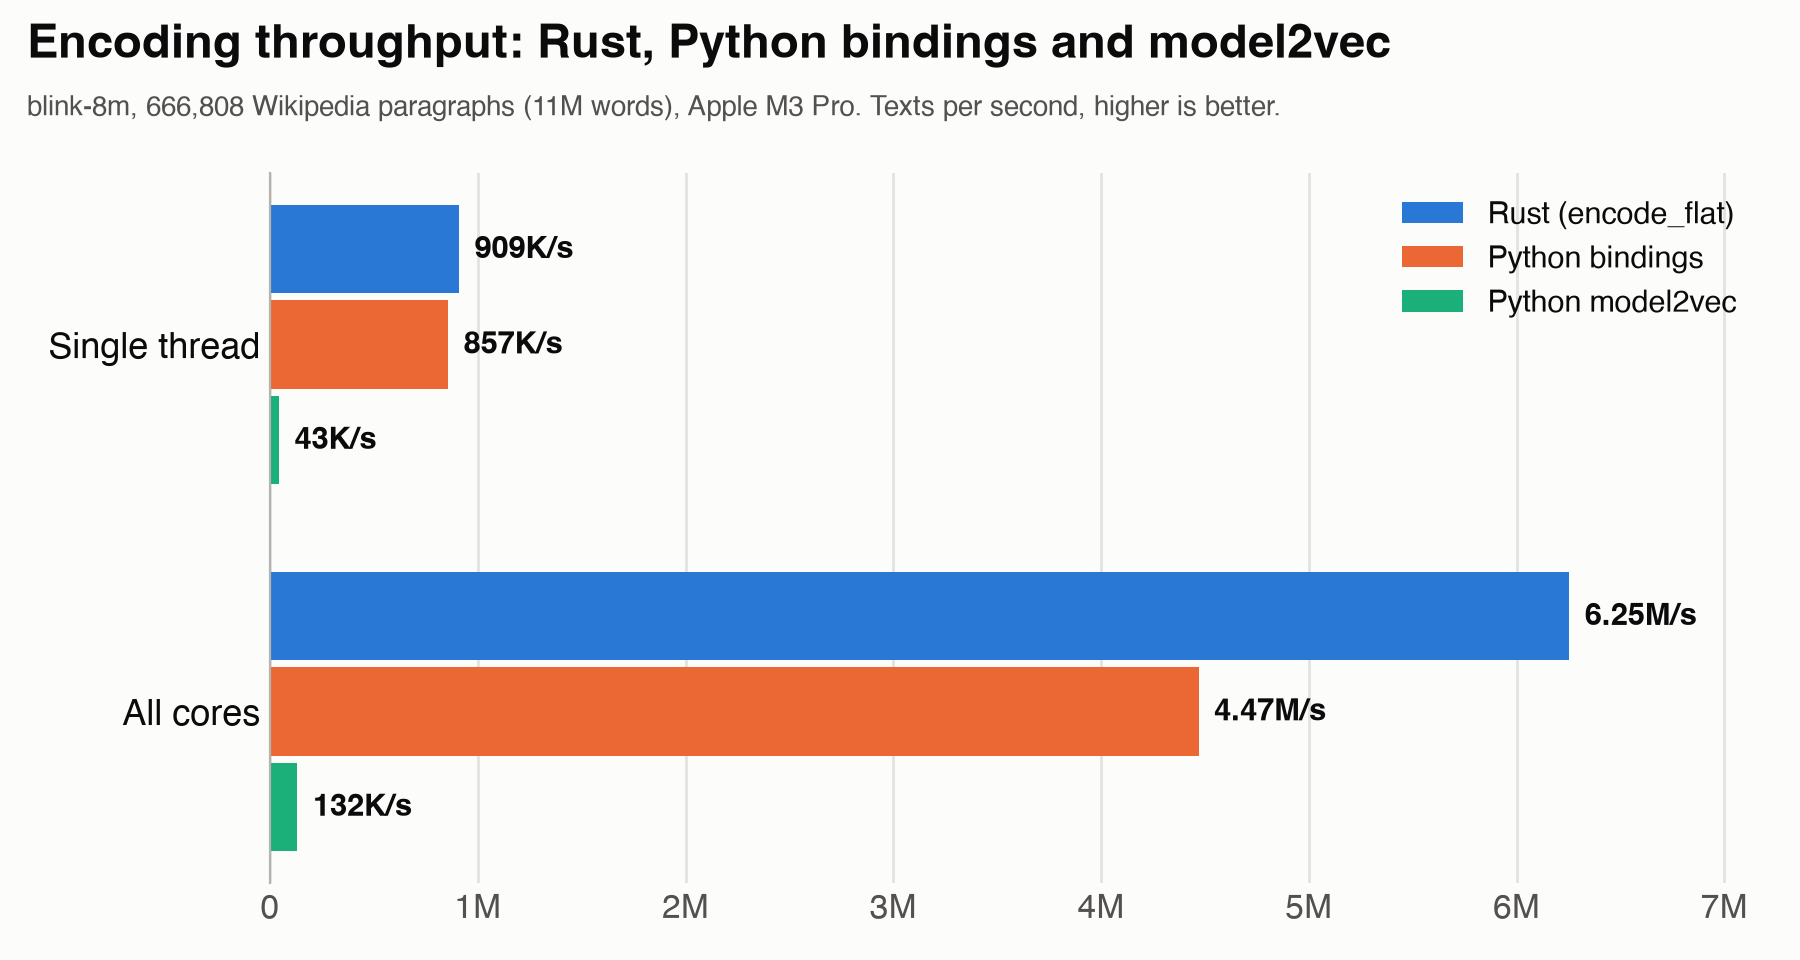 Encoding throughput: Rust, Python bindings and model2vec
blink-8m, 666,808 Wikipedia paragraphs (11M words), Apple M3 Pro. Texts per second, higher is better.
Rust (encode_flat)
Python bindings
Python model2vec
Single thread
909K/s
857K/s
43K/s
All cores
6.25M/s
4.47M/s
132K/s
0 1M 2M 3M 4M 5M 6M 7M